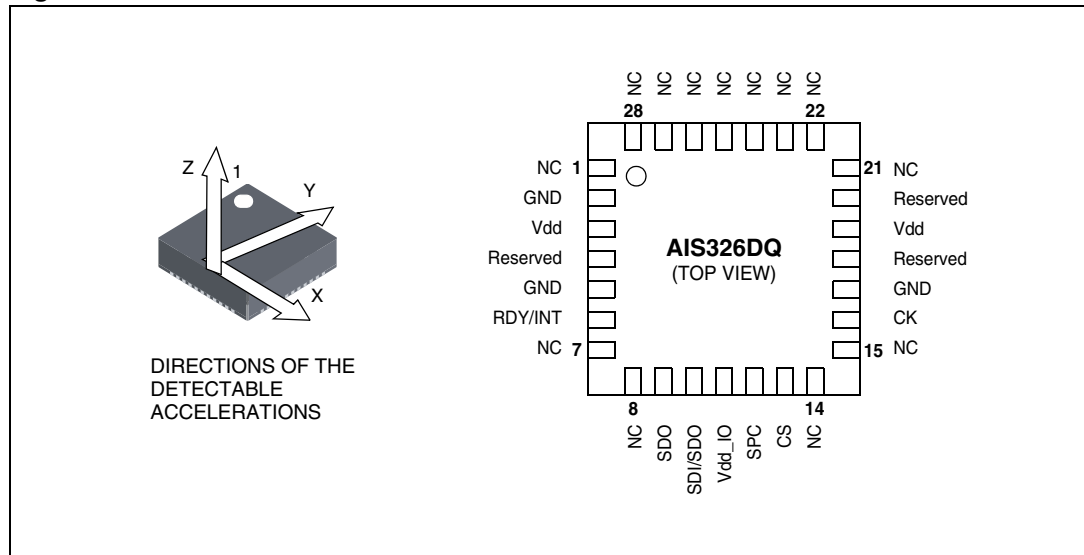 Z
1
Y
X
DIRECTIONS OF THE
DETECTABLE
ACCELERATIONS
NC NC NC NC NC NC NC
28 22
NC 1
GND
Vdd
Reserved
GND
RDY/INT
NC 7
AIS326DQ
(TOP VIEW)
21 NC
Reserved
Vdd
Reserved
GND
CK
15 NC
8 14
NC SDO SDI/SDO Vdd_IO SPC CS NC